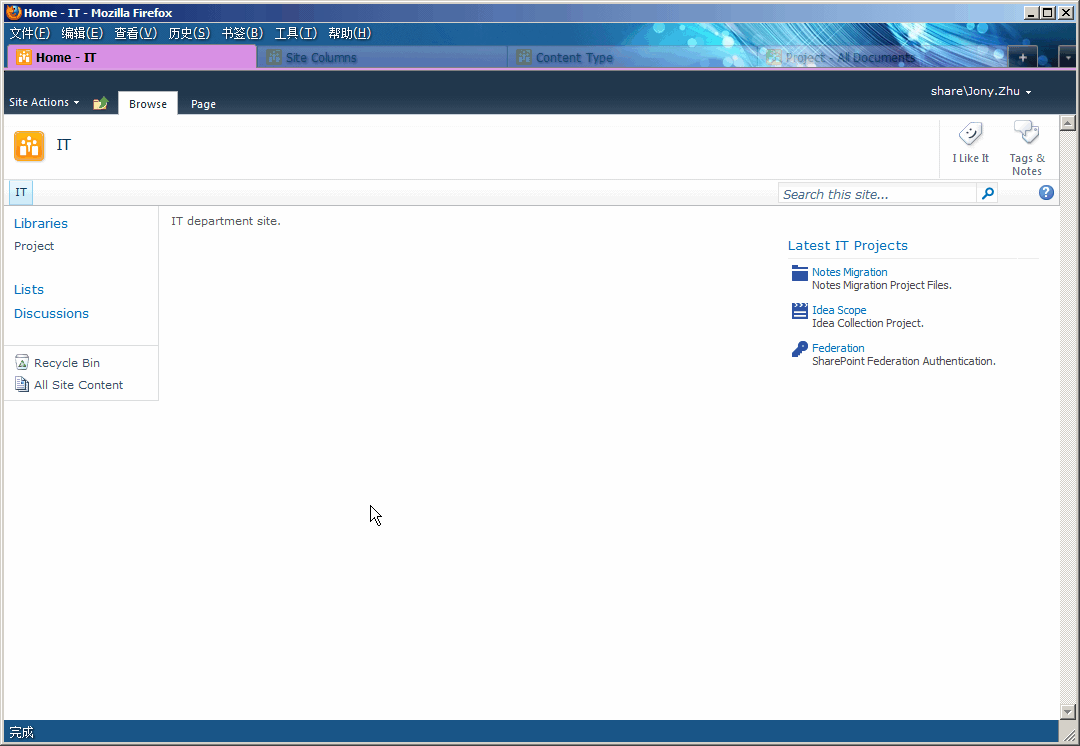 Home - IT - Mozilla Firefox
文件(F) 编辑(E) 查看(V) 历史(S) 书签(B) 工具(T) 帮助(H)
Home - IT Site Columns Content Type Project - All Documents
share\Jony.Zhu
Site Actions Browse Page
IT
I Like It
Tags &
Notes
IT
Search this site...
Libraries
Project
Lists
Discussions
Recycle Bin
All Site Content
IT department site.
Latest IT Projects
Notes Migration
Notes Migration Project Files.
Idea Scope
Idea Collection Project.
Federation
SharePoint Federation Authentication.
完成